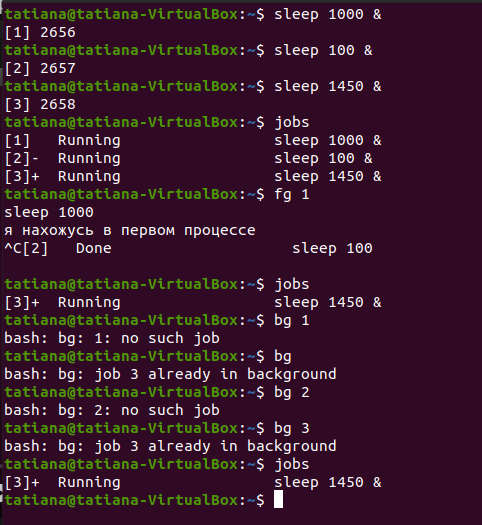 tatiana@tatiana-VirtualBox:~$ sleep 1000 &
[1] 2656
tatiana@tatiana-VirtualBox:~$ sleep 100 &
[2] 2657
tatiana@tatiana-VirtualBox:~$ sleep 1450 &
[3] 2658
tatiana@tatiana-VirtualBox:~$ jobs
[1]   Running                 sleep 1000 &
[2]-  Running                 sleep 100 &
[3]+  Running                 sleep 1450 &
tatiana@tatiana-VirtualBox:~$ fg 1
sleep 1000
я нахожусь в первом процессе
^C[2]   Done                    sleep 100
tatiana@tatiana-VirtualBox:~$ jobs
[3]+  Running                 sleep 1450 &
tatiana@tatiana-VirtualBox:~$ bg 1
bash: bg: 1: no such job
tatiana@tatiana-VirtualBox:~$ bg
bash: bg: job 3 already in background
tatiana@tatiana-VirtualBox:~$ bg 2
bash: bg: 2: no such job
tatiana@tatiana-VirtualBox:~$ bg 3
bash: bg: job 3 already in background
tatiana@tatiana-VirtualBox:~$ jobs
[3]+  Running                 sleep 1450 &
tatiana@tatiana-VirtualBox:~$